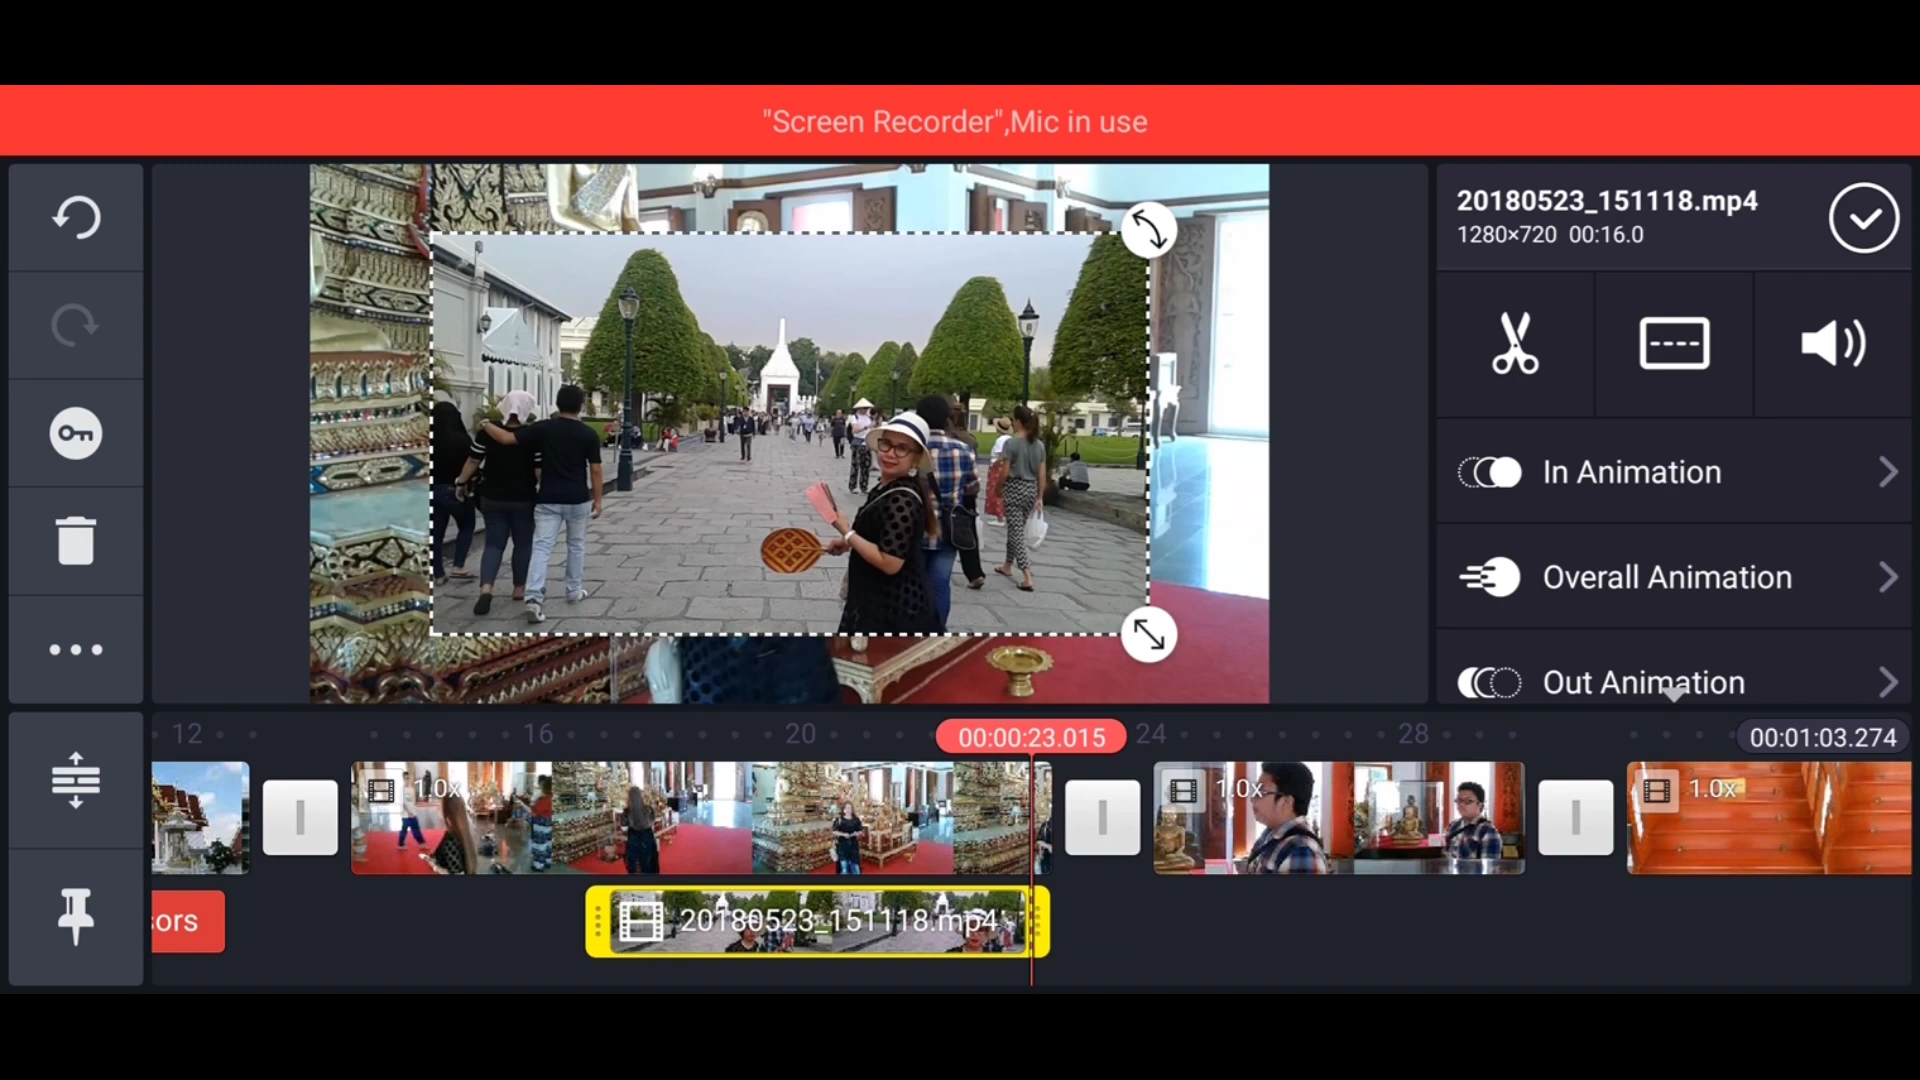 "Screen Recorder",Mic in use
20180523_151118.mp4
1280×720 00:16.0
In Animation
Overall Animation
Out Animation
12 16 20 00:00:23.015 24 28 00:01:03.274
1.0x 1.0x 1.0x
sors 20180523_151118.mp4